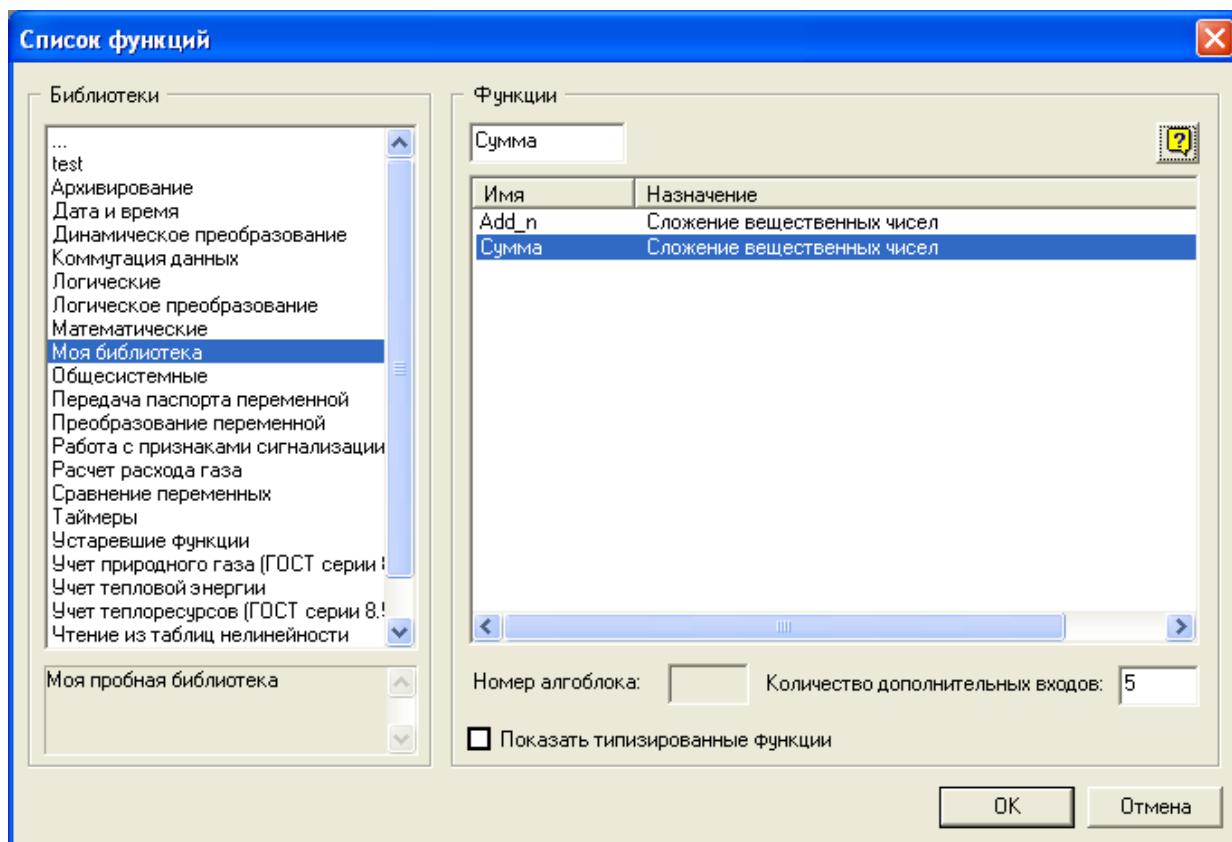 Список функций
Библиотеки
...
test
Архивирование
Дата и время
Динамическое преобразование
Коммутация данных
Логические
Логическое преобразование
Математические
Моя библиотека
Общесистемные
Передача паспорта переменной
Преобразование переменной
Работа с признаками сигнализации
Расчет расхода газа
Сравнение переменных
Таймеры
Устаревшие функции
Учет природного газа (ГОСТ серии
Учет тепловой энергии
Учет теплоресурсов (ГОСТ серии 8.
Чтение из таблиц нелинейности
Моя пробная библиотека
Функции
Сумма
?
Имя Назначение
Add_n Сложение вещественных чисел
Сумма Сложение вещественных чисел
Номер алгоблока: Количество дополнительных входов: 5
Показать типизированные функции
OK Отмена